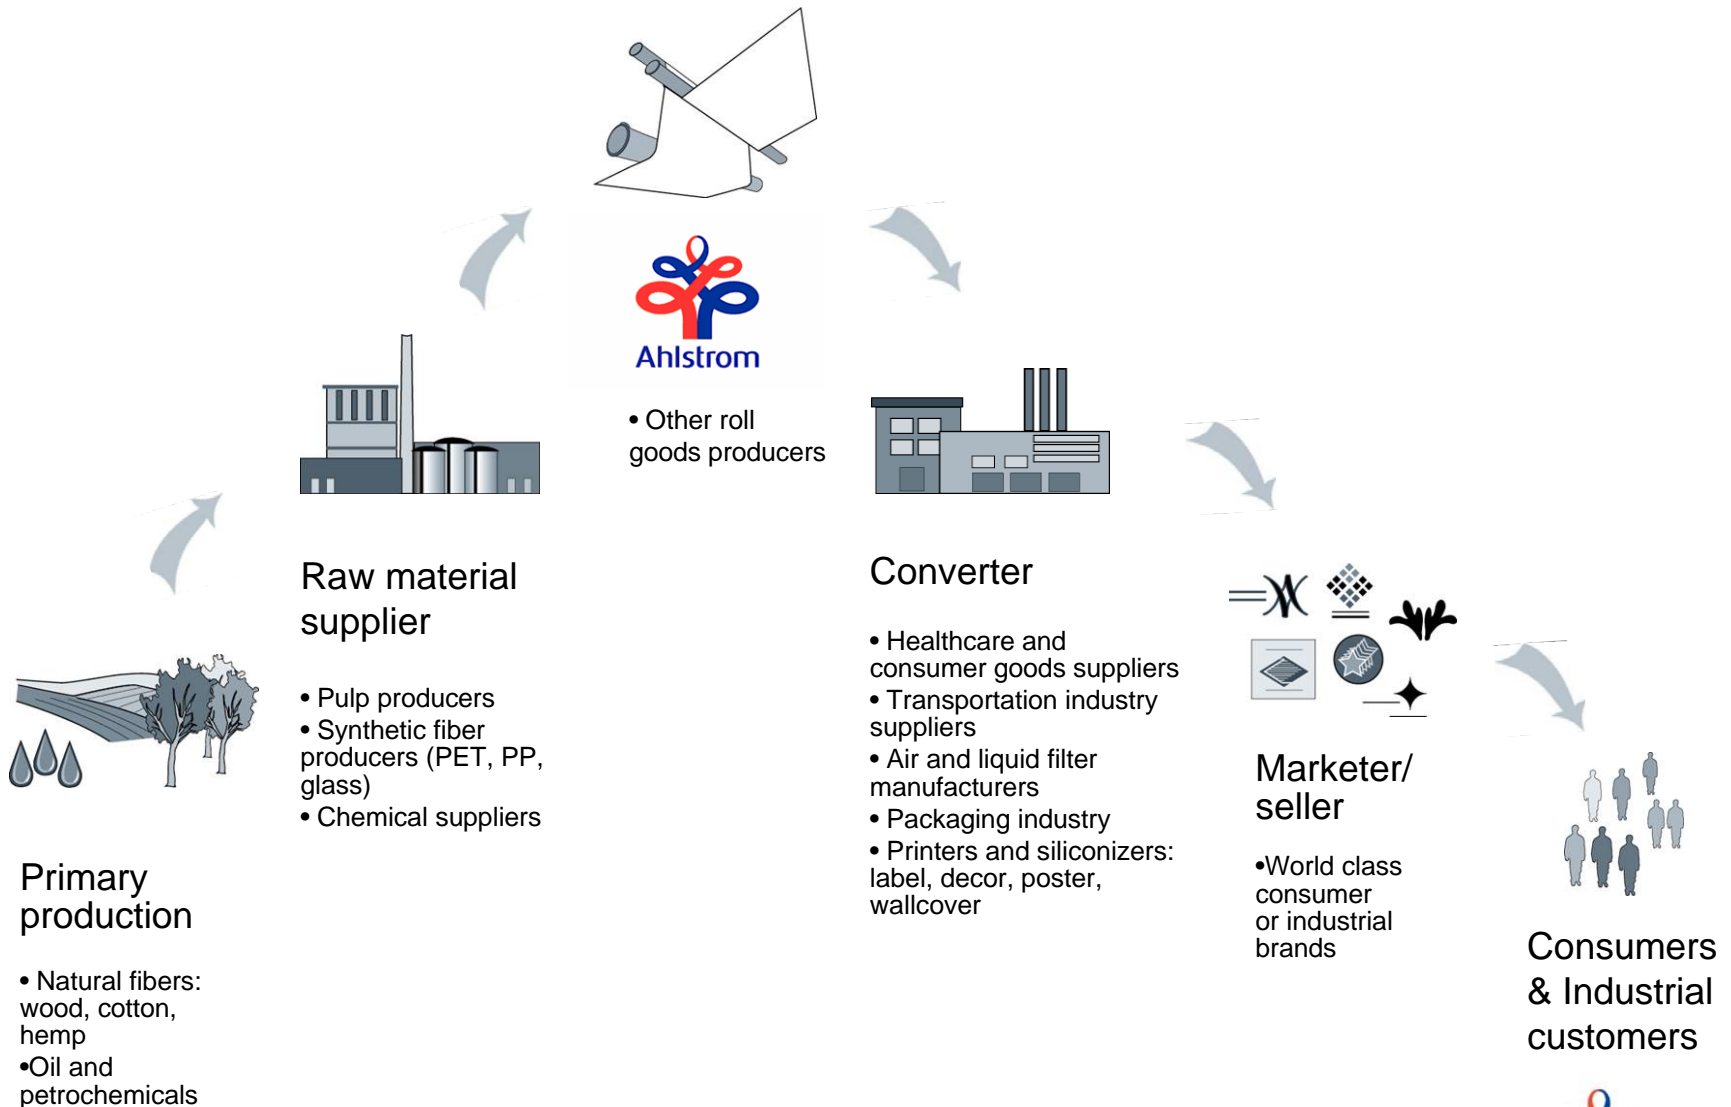 Ahlstrom
• Other roll
goods producers
Raw material
supplier
• Pulp producers
• Synthetic fiber
producers (PET, PP,
glass)
• Chemical suppliers
Converter
• Healthcare and
consumer goods suppliers
• Transportation industry
suppliers
• Air and liquid filter
manufacturers
• Packaging industry
• Printers and siliconizers:
label, decor, poster,
wallcover
Marketer/
seller
•World class
consumer
or industrial
brands
Primary
production
• Natural fibers:
wood, cotton,
hemp
•Oil and
petrochemicals
Consumers
& Industrial
customers